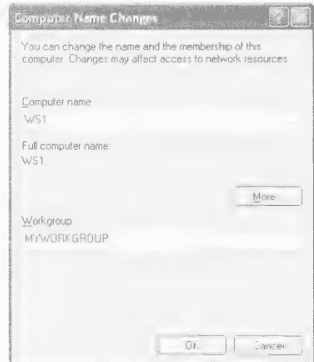 Computer Name Changes
You can change the name and the membership of this
computer. Changes may affect access to network resources
Computer name
WS1
Full computer name:
WS1.
More
Workgroup
MYWORKGROUP
Cancel